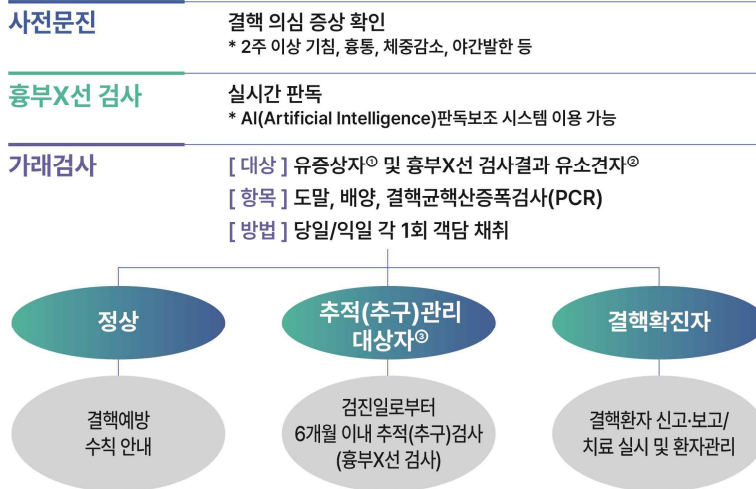 사전문진
결핵 의심 증상 확인
* 2주 이상 기침, 흉통, 체중감소, 야간발한 등
흉부X선 검사
실시간 판독
* AI(Artificial Intelligence)판독보조 시스템 이용 가능
가래검사
[ 대상 ] 유증상자① 및 흉부X선 검사결과 유소견자②
[ 항목 ] 도말, 배양, 결핵균핵산증폭검사(PCR)
[ 방법 ] 당일/익일 각 1회 객담 채취
정상
추적(추구)관리
대상자③
결핵확진자
결핵예방
수칙 안내
검진일로부터
6개월 이내 추적(추구)검사
(흉부X선 검사)
결핵환자 신고·보고/
치료 실시 및 환자관리